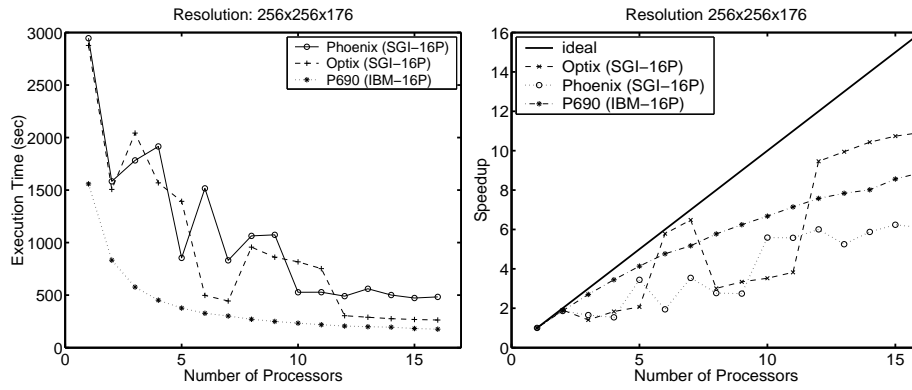 Resolution: 256x256x176
3000
2500
2000
1500
1000
500
0
Execution Time (sec)
Phoenix (SGI−16P)
Optix (SGI−16P)
P690 (IBM−16P)
0 5 10 15
Number of Processors
Resolution 256x256x176
16
14
12
10
8
6
4
2
0
Speedup
ideal
Optix (SGI−16P)
Phoenix (SGI−16P)
P690 (IBM−16P)
0 5 10 15
Number of Processors